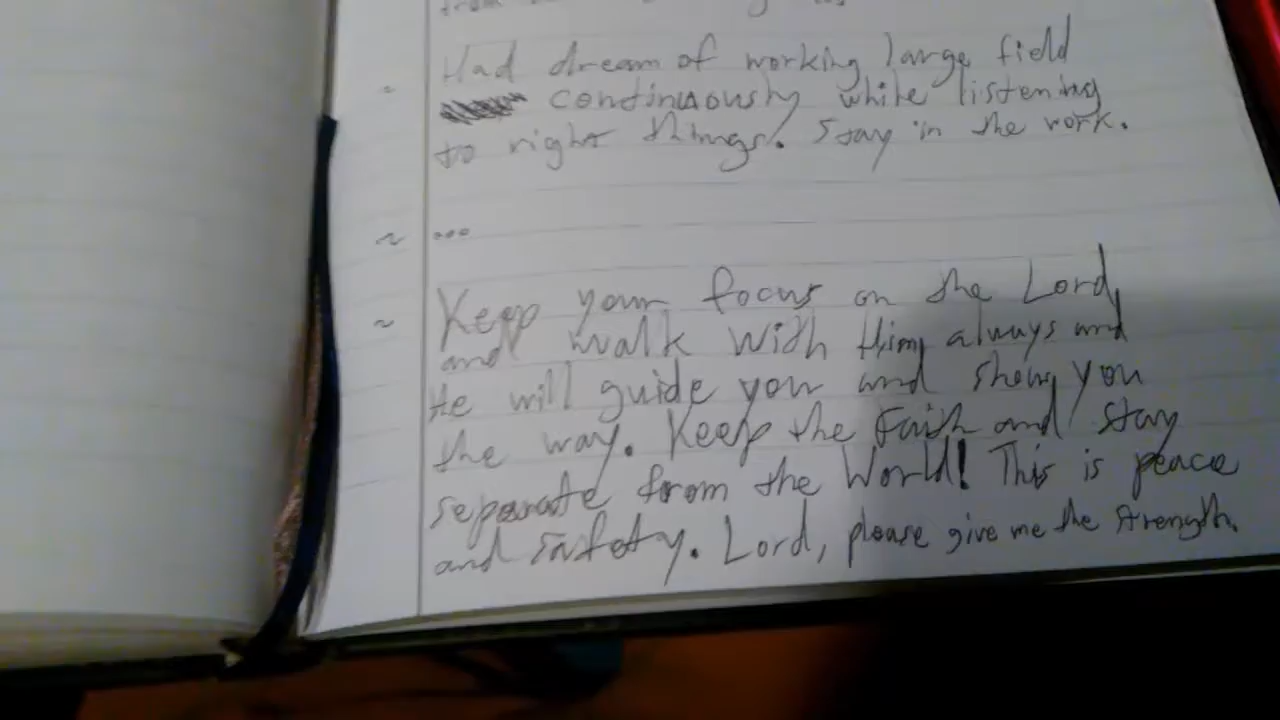 from
~ Had dream of working large field
continuously while listening
to right things. Stay in the work.
~ ...
~ Keep your focus on the Lord,
and walk with Him, always and
He will guide you and show you
the way. Keep the Faith and stay
separate from the World! This is peace
and safety. Lord, please give me the strength.